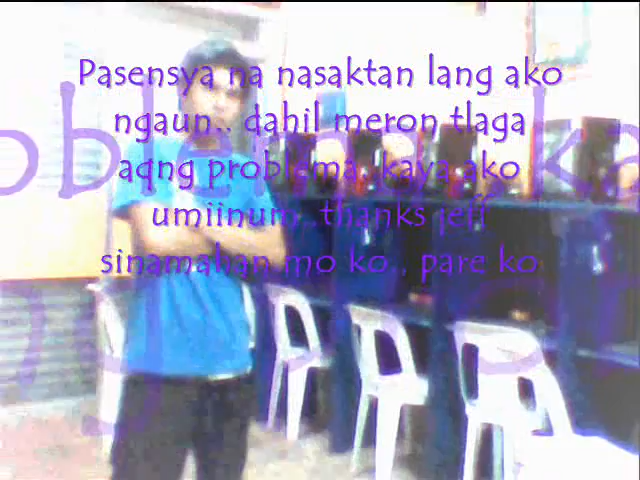 Pasensya na nasaktan lang ako
ngaun.. dahil meron tlaga
aqng problema..kaya ako
umiinum..thanks jeff
sinamahan mo ko , pare ko